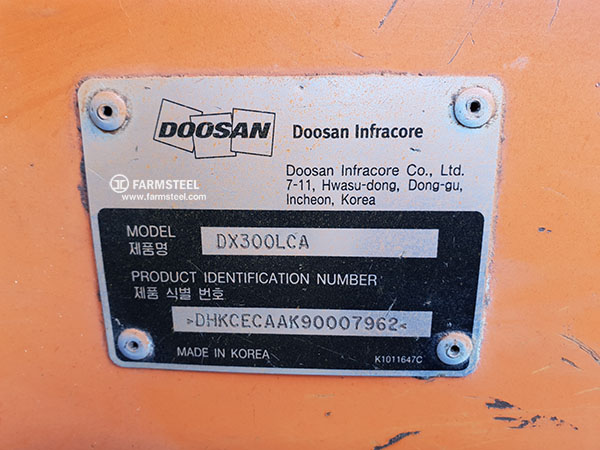 DOOSAN Doosan Infracore
Doosan Infracore Co., Ltd.
7-11, Hwasu-dong, Dong-gu,
Incheon, Korea
FARMSTEEL
www.farmsteel.com
MODEL DX300LCA
제품명
PRODUCT IDENTIFICATION NUMBER
제품 식별 번호
>DHKCECAAK90007962<
MADE IN KOREA K1011647C